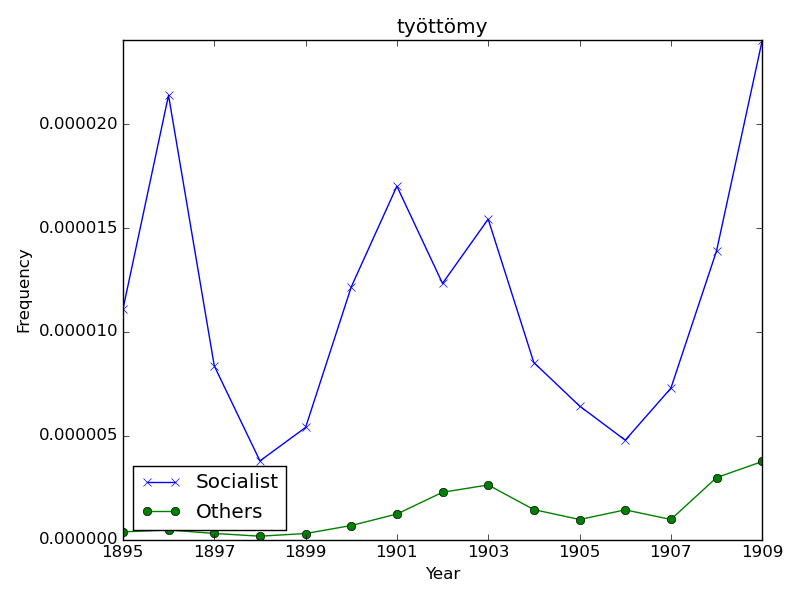 työttömy
Frequency
0.000020
0.000015
0.000010
0.000005
0.000000
Socialist
Others
1895 1897 1899 1901 1903 1905 1907 1909
Year